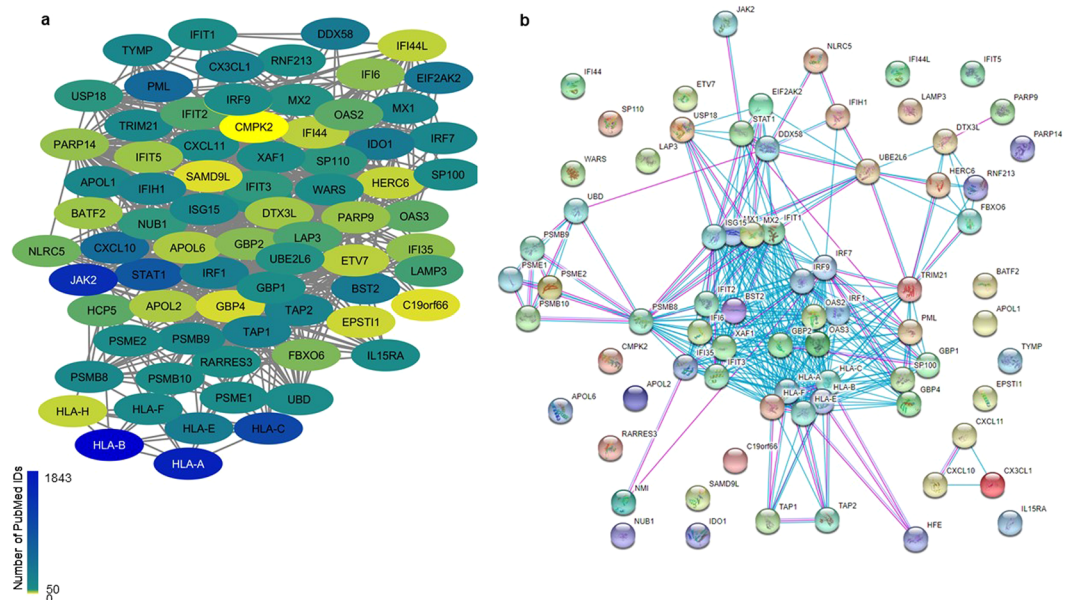 a
IFIT1
DDX58
TYMP
IFI44L
CX3CL1
RNF213
PML
IFI6
EIF2AK2
USP18
IRF9
MX2
IFIT2
OAS2
MX1
TRIM21
CMPK2
IFI44
IRF7
PARP14
IFIT5
CXCL11
XAF1
SP110
IDO1
APOL1
IFIH1
SAMD9L
IFIT3
WARS
HERC6
SP100
BATF2
NUB1
ISG15
DTX3L
PARP9
OAS3
NLRC5
CXCL10
APOL6
GBP2
LAP3
UBE2L6
ETV7
IFI35
LAMP3
JAK2
STAT1
IRF1
GBP1
BST2
HCP5
APOL2
GBP4
TAP2
C19orf66
EPSTI1
PSME2
PSMB9
TAP1
PSMB8
PSMB10
RARRES3
FBXO6
IL15RA
HLA-H
HLA-F
PSME1
UBD
HLA-B
HLA-E
HLA-C
HLA-A
Number of PubMed IDs
1843
50
0
b
JAK2
NLRC5
IFI44
IFI44L
IFIT5
ETV7
EIF2AK2
LAMP3
PARP9
SP110
USP18
STAT1
IFIH1
DTX3L
PARP14
LAP3
DDX58
WARS
UBE2L6
HERC6
RNF213
UBD
FBXO6
ISG15
MX1
MX2
IFIT1
PSMB9
IRF7
PSME1
IRF9
PSME2
TRIM21
BATF2
PSMB10
PSMB8
IFIT2
BST2
OAS2
IRF1
PML
APOL1
IFI6
XAF1
GBP2
OAS3
GBP1
TYMP
CMPK2
IFI35
IFIT3
HLA-A
HLA-C
SP100
HLA-F
HLA-B
HLA-E
GBP4
EPSTI1
APOL2
APOL6
RARRES3
C19orf66
CXCL11
CXCL10
CX3CL1
NMI
SAMD9L
TAP1
TAP2
IL15RA
NUB1
IDO1
HFE